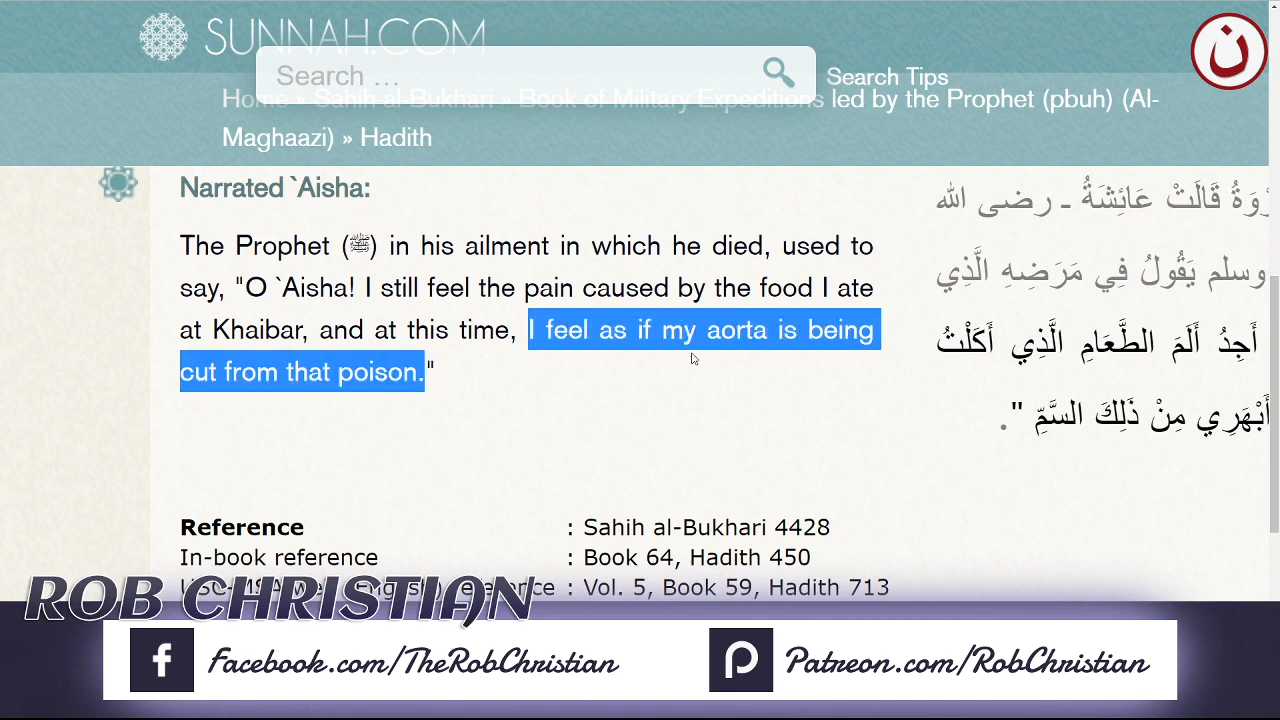 SUNNAH.COM
ن
Search ...
Search Tips
Home » Sahih al-Bukhari » Book of Military Expeditions led by the Prophet (pbuh) (Al-
Maghaazi) » Hadith
Narrated `Aisha:
The Prophet (ﷺ) in his ailment in which he died, used to
say, "O `Aisha! I still feel the pain caused by the food I ate
at Khaibar, and at this time, I feel as if my aorta is being
cut from that poison."
رْوَةُ قَالَتْ عَائِشَةُ ـ رضى الله
وسلم يَقُولُ فِي مَرَضِهِ الَّذِي
أَجِدُ أَلَمَ الطَّعَامِ الَّذِي أَكَلْتُ
أَبْهَرِي مِنْ ذَلِكَ السَّمِّ ‏"‏‏.‏
Reference : Sahih al-Bukhari 4428
In-book reference : Book 64, Hadith 450
: Vol. 5, Book 59, Hadith 713
ROB CHRISTIAN
Facebook.com/TheRobChristian
Patreon.com/RobChristian